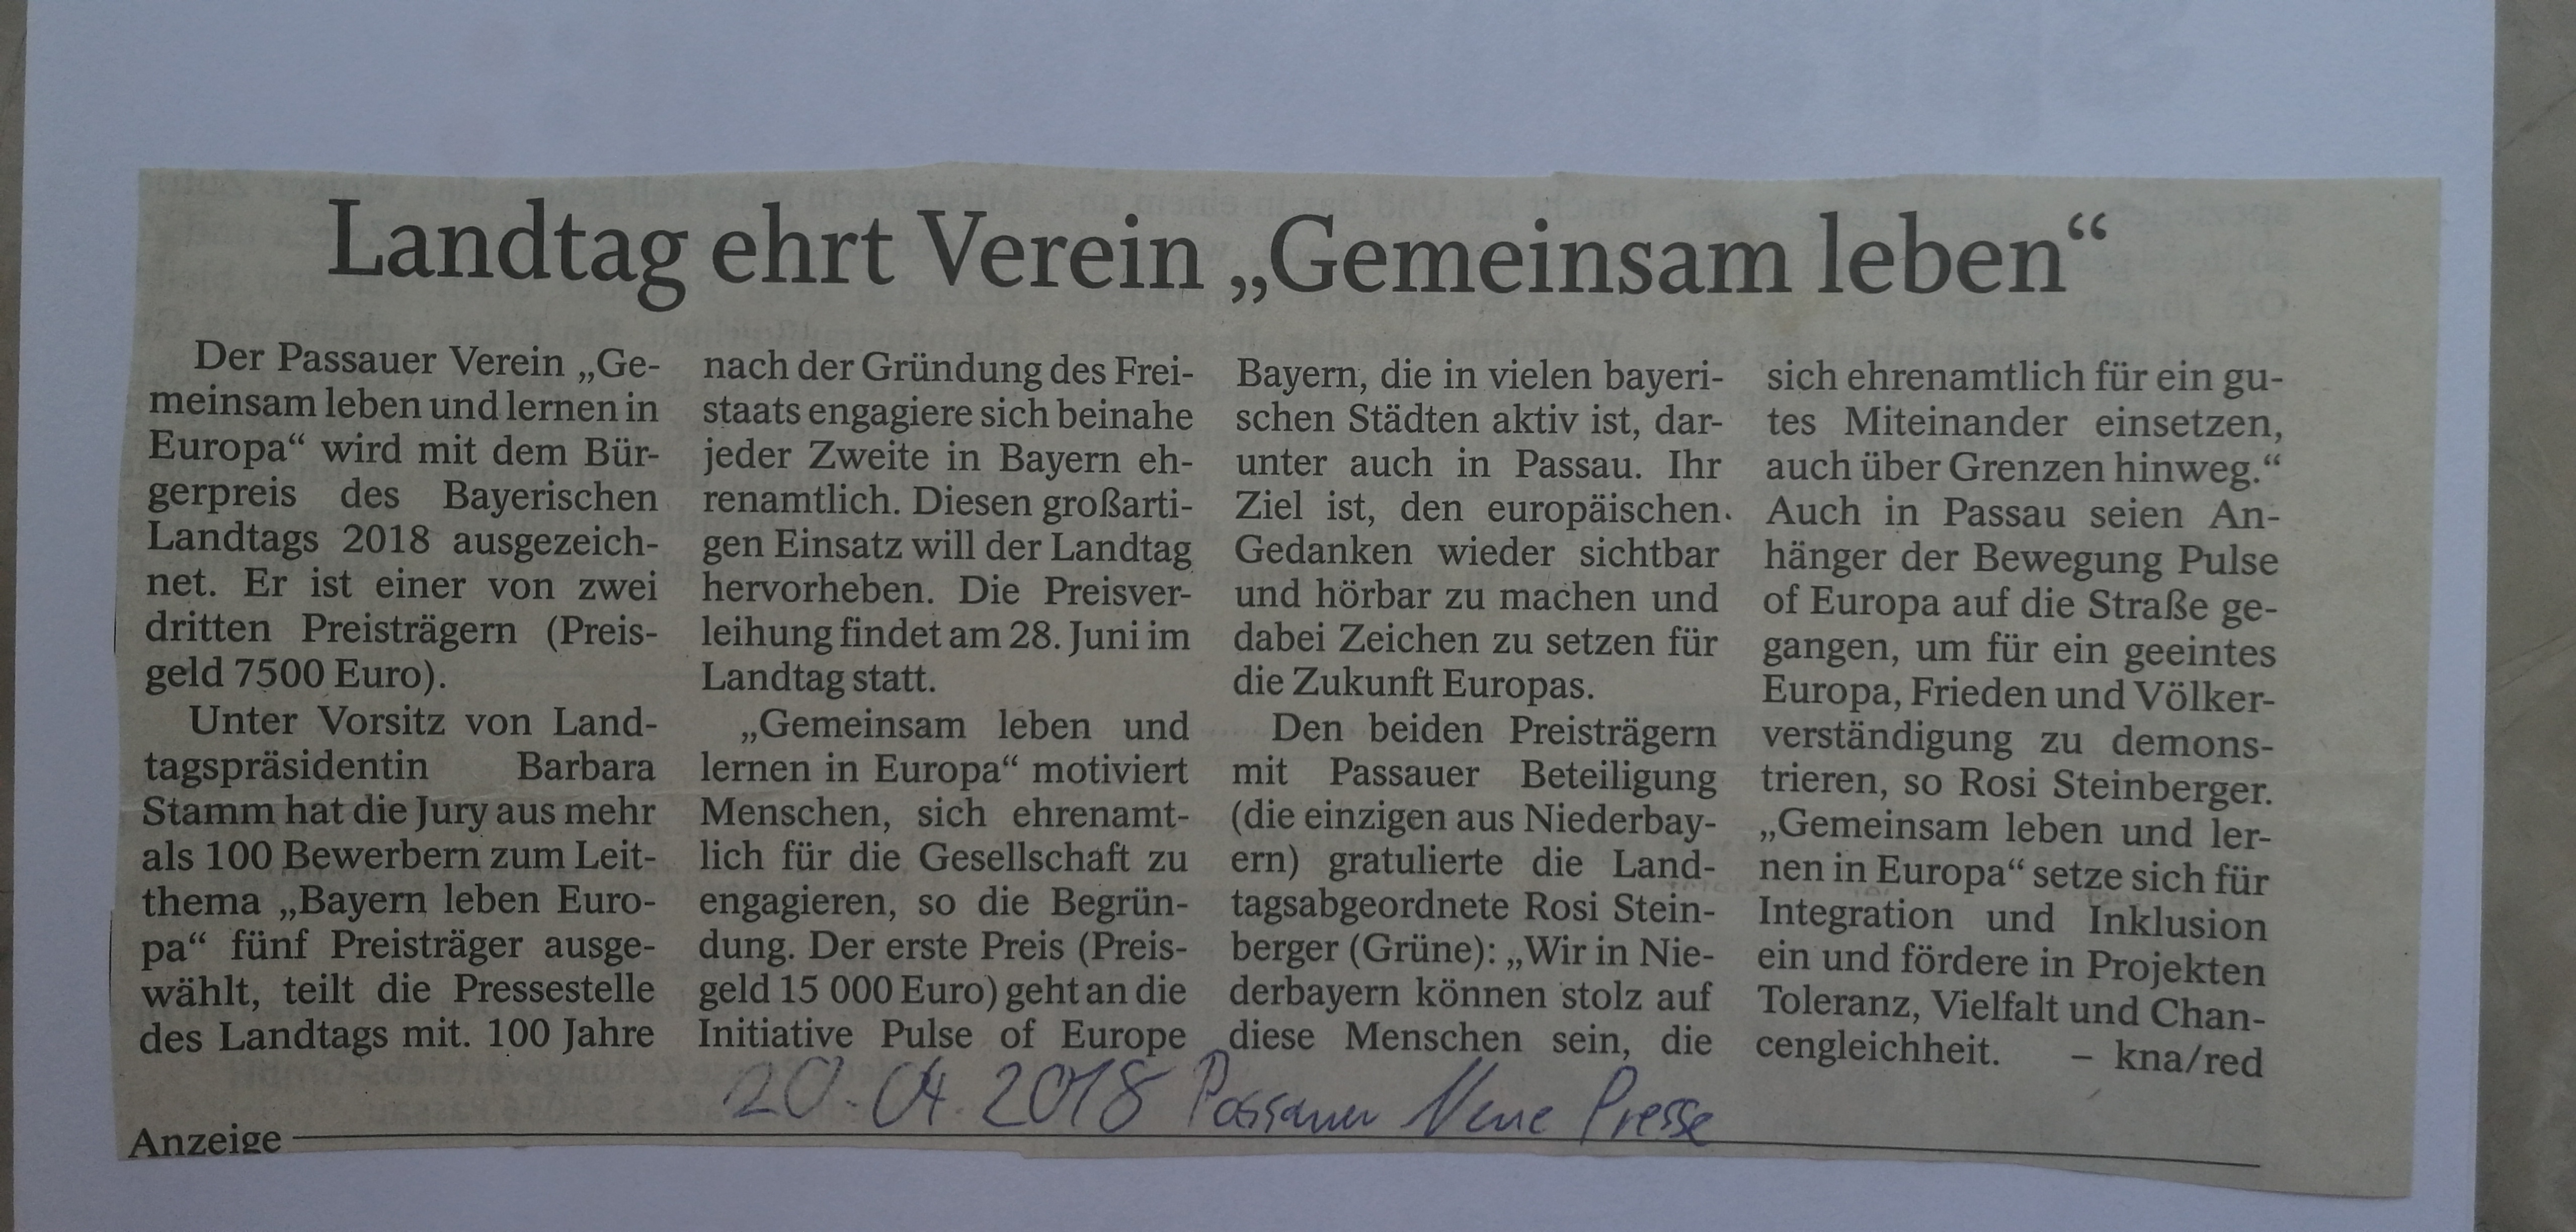 Landtag ehrt Verein „Gemeinsam leben“
Der Passauer Verein „Ge-
meinsam leben und lernen in
Europa“ wird mit dem Bür-
gerpreis des Bayerischen
Landtags 2018 ausgezeich-
net. Er ist einer von zwei
dritten Preisträgern (Preis-
geld 7500 Euro).
Unter Vorsitz von Land-
tagspräsidentin Barbara
Stamm hat die Jury aus mehr
als 100 Bewerbern zum Leit-
thema „Bayern leben Euro-
pa“ fünf Preisträger ausge-
wählt, teilt die Pressestelle
des Landtags mit. 100 Jahre
nach der Gründung des Frei-
staats engagiere sich beinahe
jeder Zweite in Bayern eh-
renamtlich. Diesen großarti-
gen Einsatz will der Landtag
hervorheben. Die Preisver-
leihung findet am 28. Juni im
Landtag statt.
„Gemeinsam leben und
lernen in Europa“ motiviert
Menschen, sich ehrenamt-
lich für die Gesellschaft zu
engagieren, so die Begrün-
dung. Der erste Preis (Preis-
geld 15 000 Euro) geht an die
Initiative Pulse of Europe
Bayern, die in vielen bayeri-
schen Städten aktiv ist, dar-
unter auch in Passau. Ihr
Ziel ist, den europäischen
Gedanken wieder sichtbar
und hörbar zu machen und
dabei Zeichen zu setzen für
die Zukunft Europas.
Den beiden Preisträgern
mit Passauer Beteiligung
(die einzigen aus Niederbay-
ern) gratulierte die Land-
tagsabgeordnete Rosi Stein-
berger (Grüne): „Wir in Nie-
derbayern können stolz auf
diese Menschen sein, die
sich ehrenamtlich für ein gu-
tes Miteinander einsetzen,
auch über Grenzen hinweg.“
Auch in Passau seien An-
hänger der Bewegung Pulse
of Europa auf die Straße ge-
gangen, um für ein geeintes
Europa, Frieden und Völker-
verständigung zu demons-
trieren, so Rosi Steinberger.
„Gemeinsam leben und ler-
nen in Europa“ setze sich für
Integration und Inklusion
ein und fördere in Projekten
Toleranz, Vielfalt und Chan-
cengleichheit. – kna/red
20.04.2018 Passauer Neue Presse
Anzeige